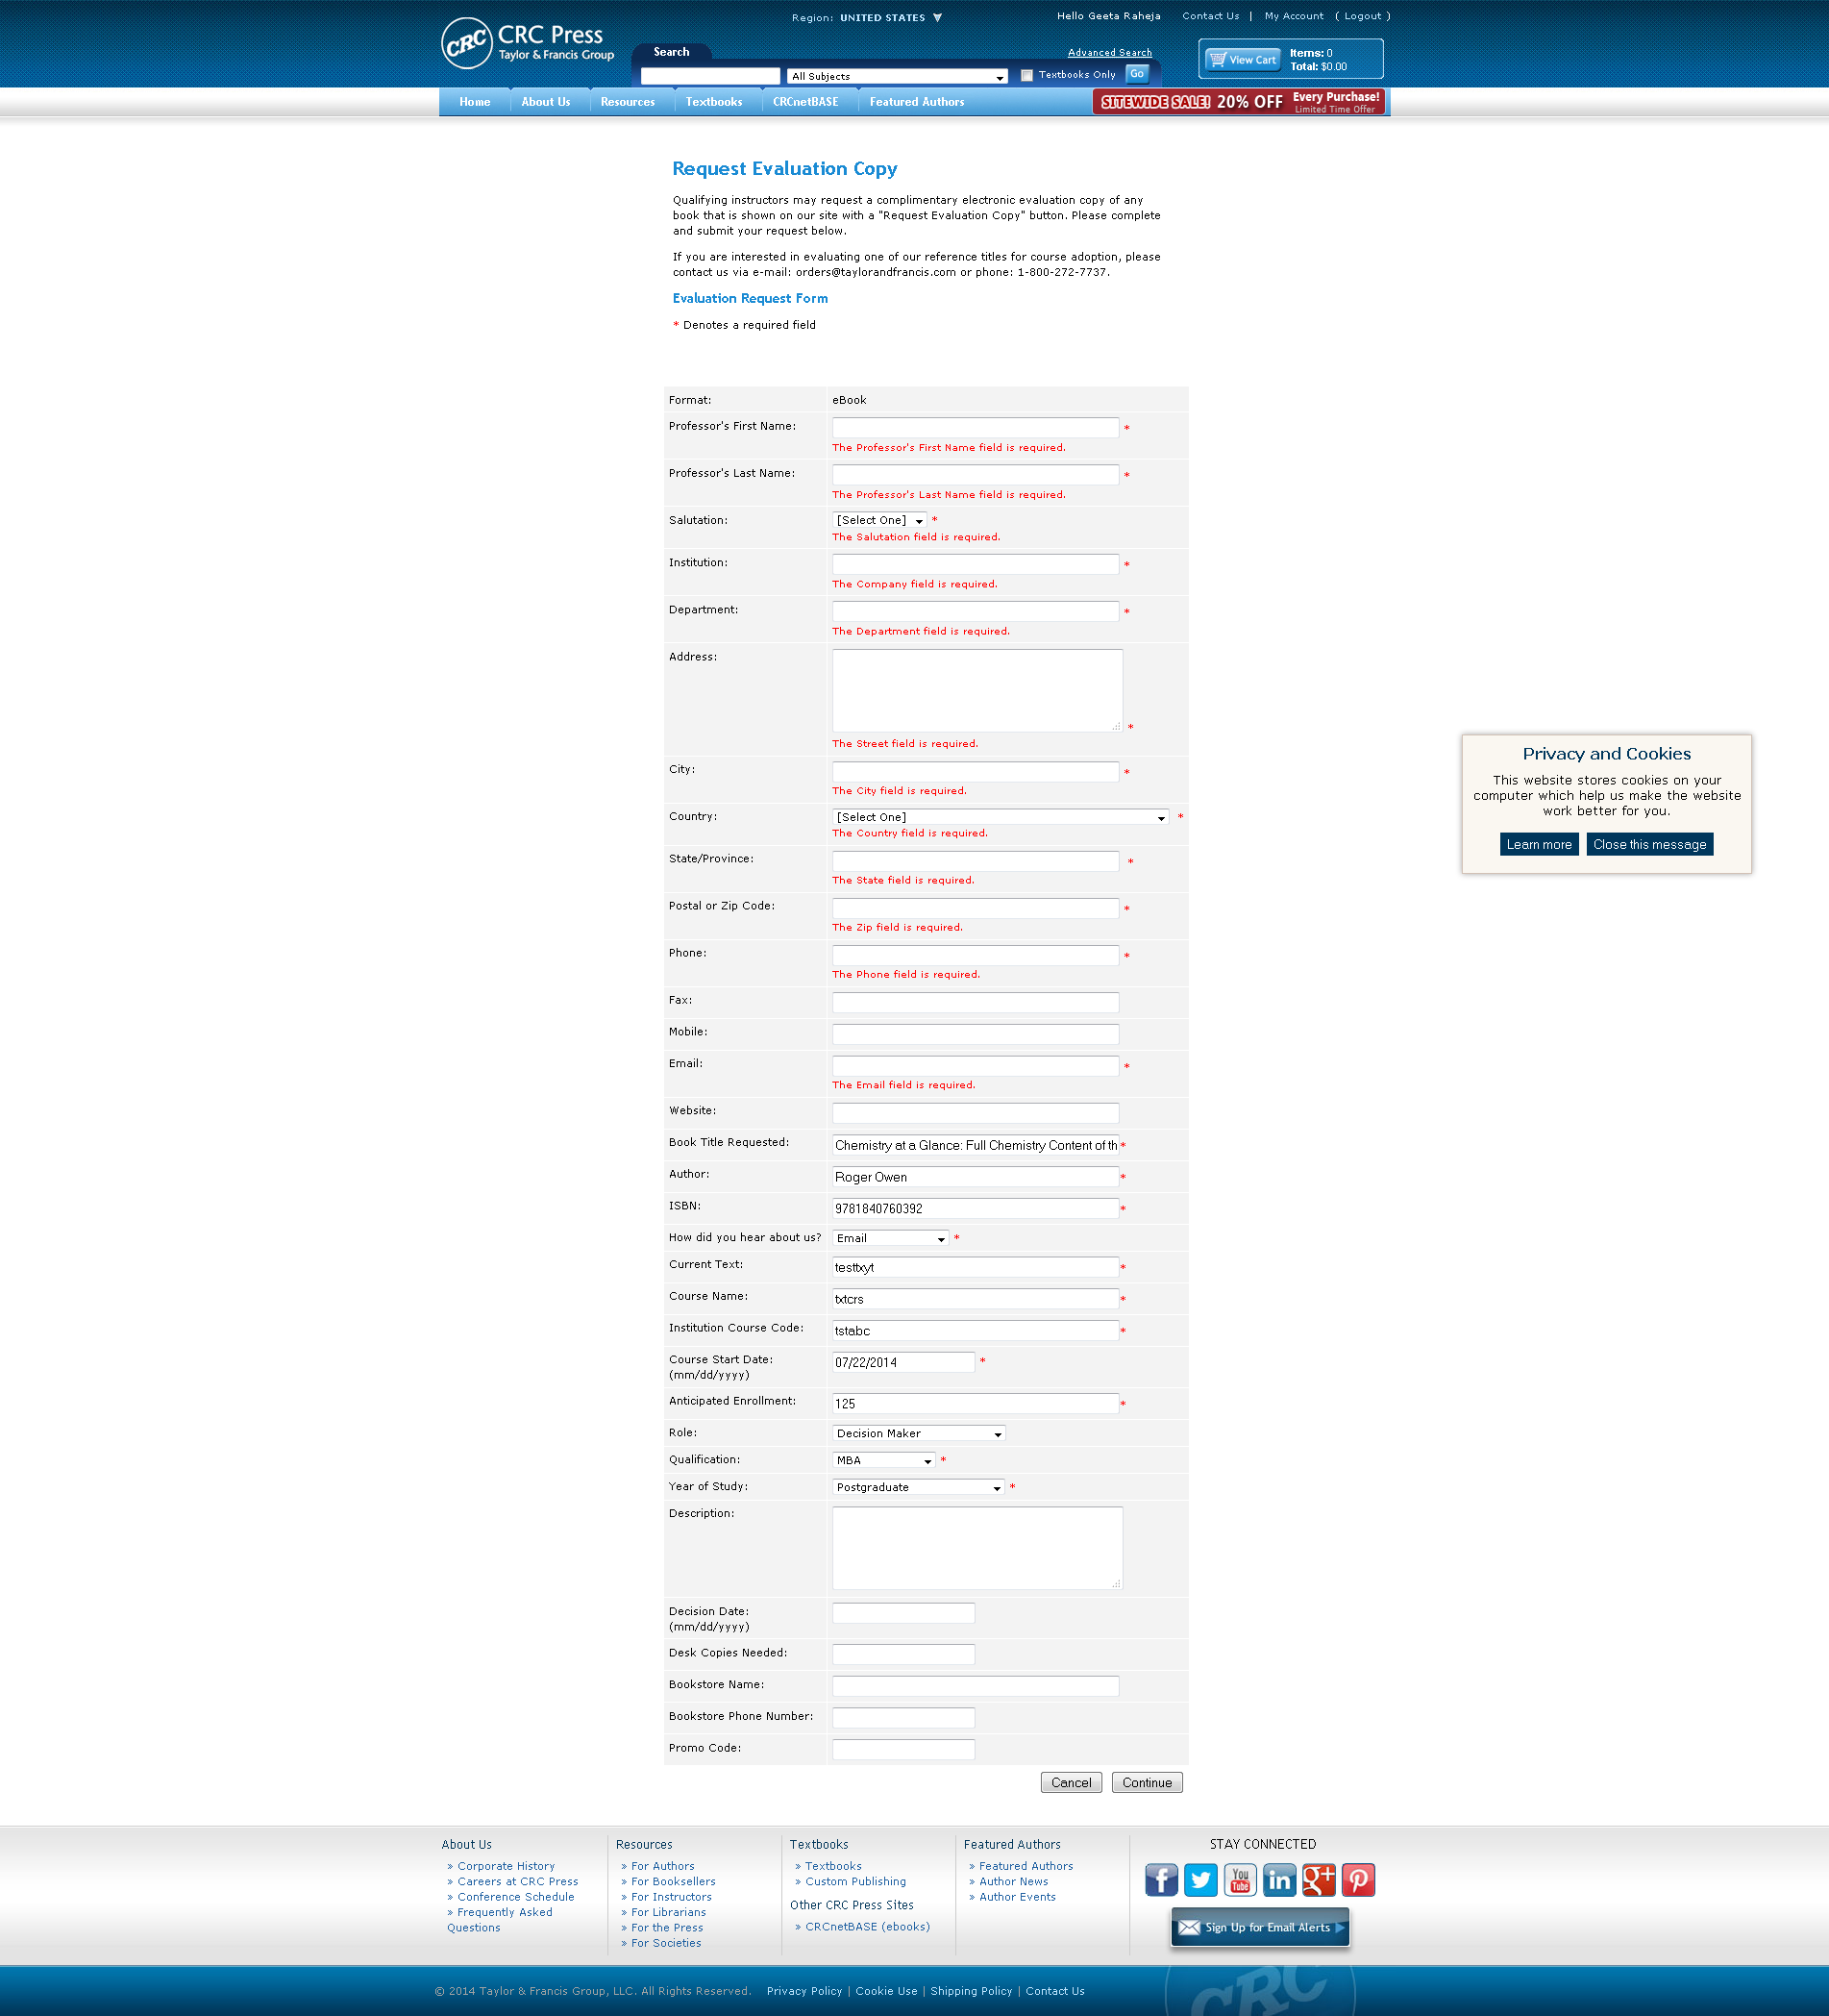 CRC CRC Press
Taylor & Francis Group
Region: UNITED STATES
Hello Geeta Raheja Contact Us | My Account ( Logout )
Search
Advanced Search
All Subjects
Textbooks Only
Go
View Cart
Items: 0
Total: $0.00
Home About Us Resources Textbooks CRCnetBASE Featured Authors
SITEWIDE SALE! 20% OFF Every Purchase!
Limited Time Offer
Request Evaluation Copy
Qualifying instructors may request a complimentary electronic evaluation copy of any
book that is shown on our site with a "Request Evaluation Copy" button. Please complete
and submit your request below.
If you are interested in evaluating one of our reference titles for course adoption, please
contact us via e-mail: orders@taylorandfrancis.com or phone: 1-800-272-7737.
Evaluation Request Form
* Denotes a required field
Format: eBook
Professor's First Name: *
The Professor's First Name field is required.
Professor's Last Name: *
The Professor's Last Name field is required.
Salutation: [Select One] *
The Salutation field is required.
Institution: *
The Company field is required.
Department: *
The Department field is required.
Address: *
The Street field is required.
City: *
The City field is required.
Country: [Select One] *
The Country field is required.
State/Province: *
The State field is required.
Postal or Zip Code: *
The Zip field is required.
Phone: *
The Phone field is required.
Fax:
Mobile:
Email: *
The Email field is required.
Website:
Book Title Requested: Chemistry at a Glance: Full Chemistry Content of th *
Author: Roger Owen *
ISBN: 9781840760392 *
How did you hear about us? Email *
Current Text: testtxyt *
Course Name: txtcrs *
Institution Course Code: tstabc *
Course Start Date: 07/22/2014 *
(mm/dd/yyyy)
Anticipated Enrollment: 125 *
Role: Decision Maker
Qualification: MBA *
Year of Study: Postgraduate *
Description:
Decision Date:
(mm/dd/yyyy)
Desk Copies Needed:
Bookstore Name:
Bookstore Phone Number:
Promo Code:
Cancel Continue
Privacy and Cookies
This website stores cookies on your
computer which help us make the website
work better for you.
Learn more Close this message
About Us
» Corporate History
» Careers at CRC Press
» Conference Schedule
» Frequently Asked
Questions
Resources
» For Authors
» For Booksellers
» For Instructors
» For Librarians
» For the Press
» For Societies
Textbooks
» Textbooks
» Custom Publishing
Other CRC Press Sites
» CRCnetBASE (ebooks)
Featured Authors
» Featured Authors
» Author News
» Author Events
STAY CONNECTED
You Tube
Sign Up for Email Alerts
© 2014 Taylor & Francis Group, LLC. All Rights Reserved. Privacy Policy | Cookie Use | Shipping Policy | Contact Us
CRC